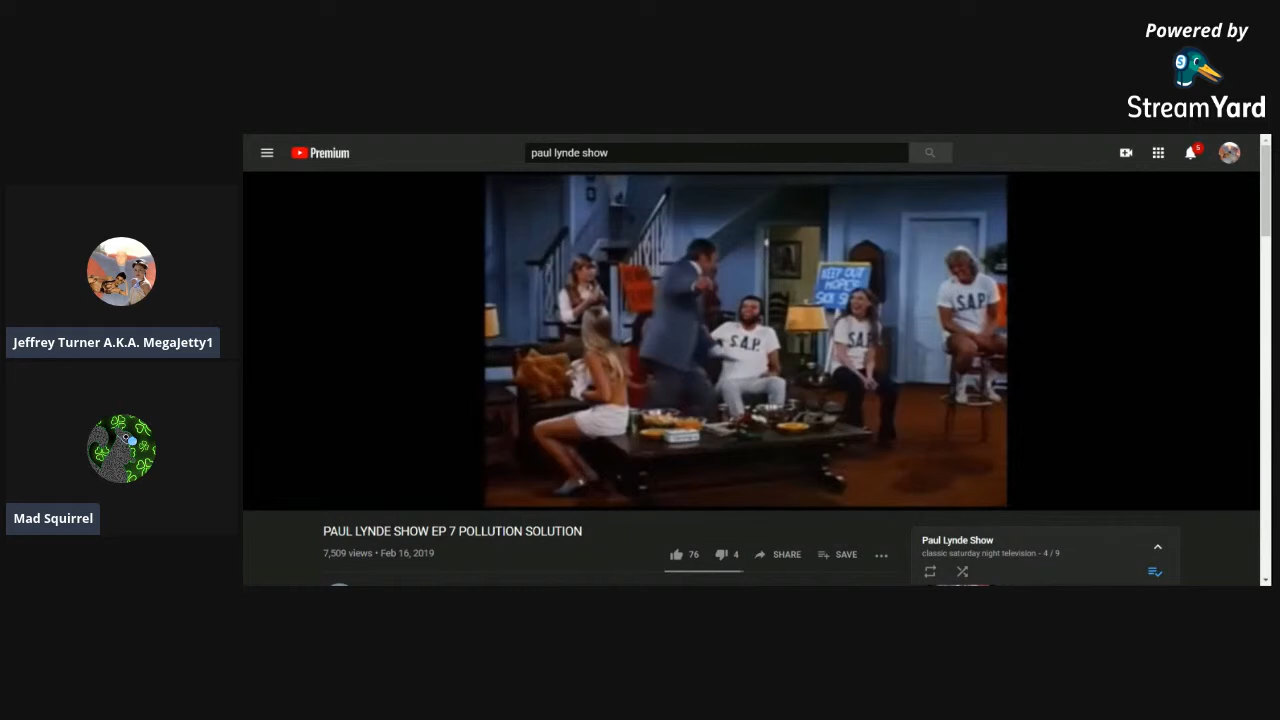 Powered by
StreamYard
Premium
paul lynde show
5
KEEP OUT
S.A.P.
S.A.P.
S.A.P.
Jeffrey Turner A.K.A. MegaJetty1
Mad Squirrel
PAUL LYNDE SHOW EP 7 POLLUTION SOLUTION
7,509 views • Feb 16, 2019
76
4
SHARE
SAVE
Paul Lynde Show
classic saturday night television - 4 / 9